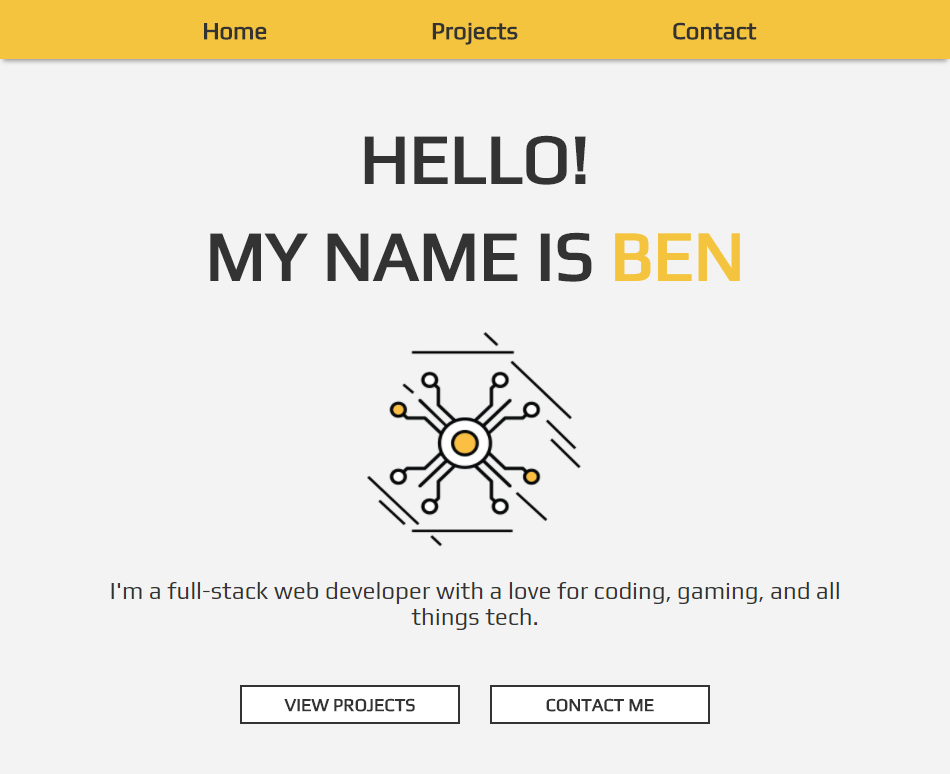 Home Projects Contact
HELLO!
MY NAME IS BEN
I'm a full-stack web developer with a love for coding, gaming, and all
things tech.
VIEW PROJECTS CONTACT ME